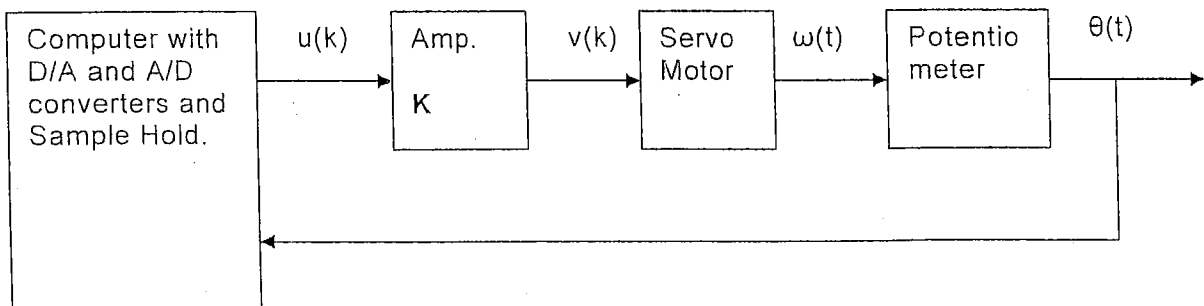 Computer with
D/A and A/D
converters and
Sample Hold.
u(k)
Amp.
K
v(k)
Servo
Motor
ω(t)
Potentio
meter
θ(t)